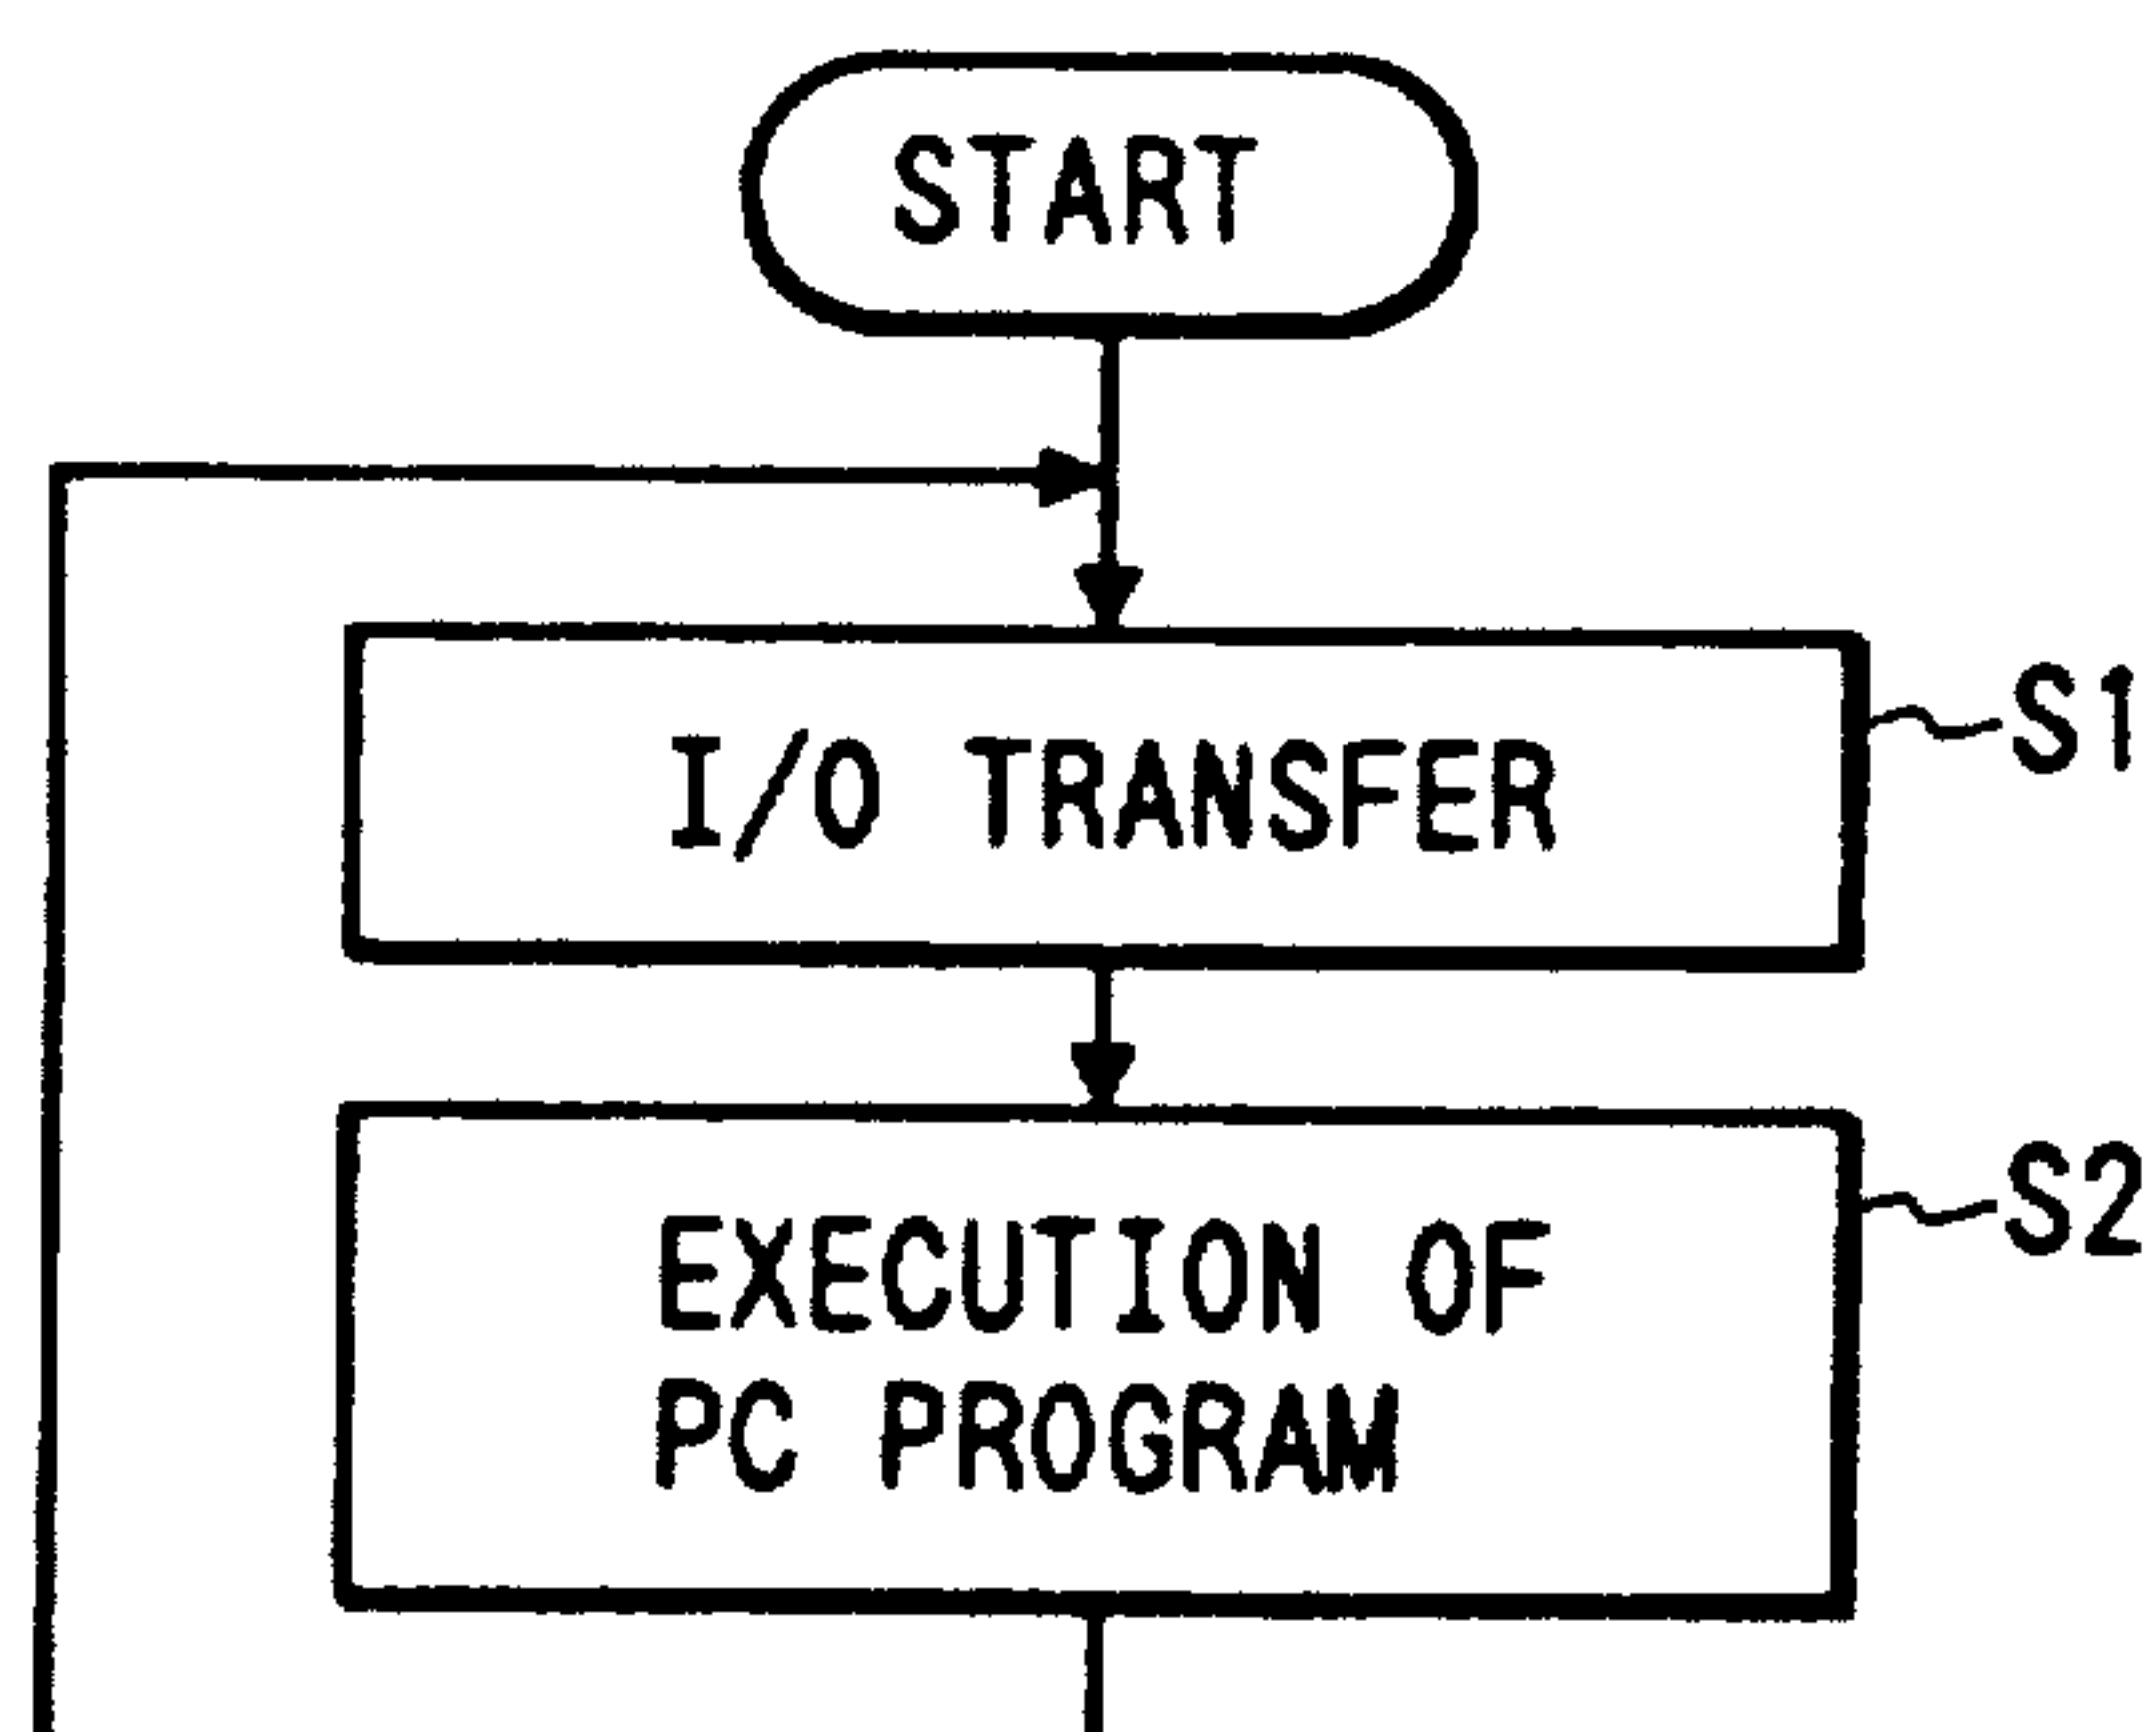 START
I/O TRANSFER
S1
EXECUTION OF
PC PROGRAM
S2